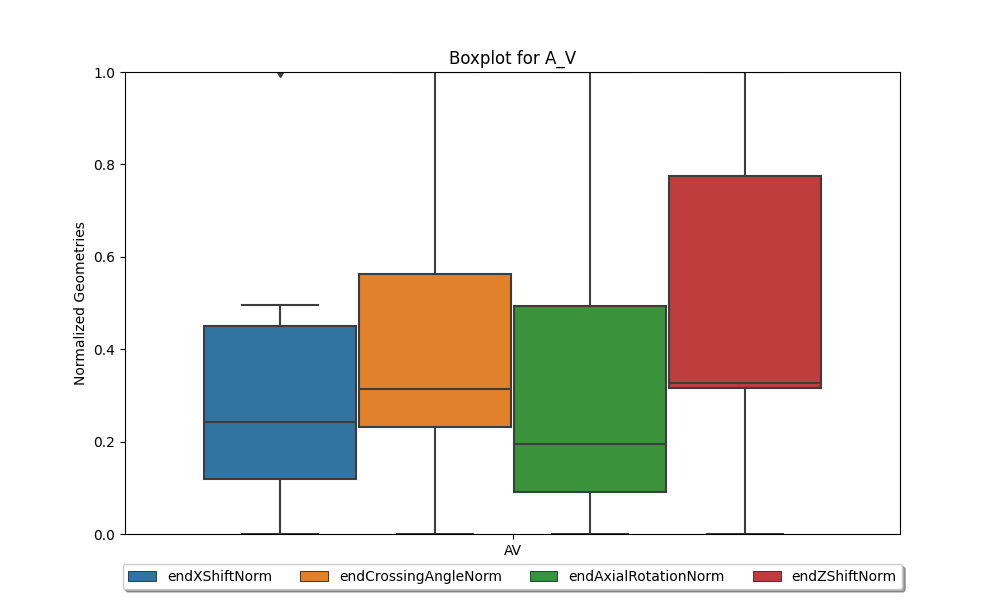 Boxplot for A_V
1.0
0.8
0.6
0.4
0.2
0.0
Normalized Geometries
AV
endXShiftNorm endCrossingAngleNorm endAxialRotationNorm endZShiftNorm